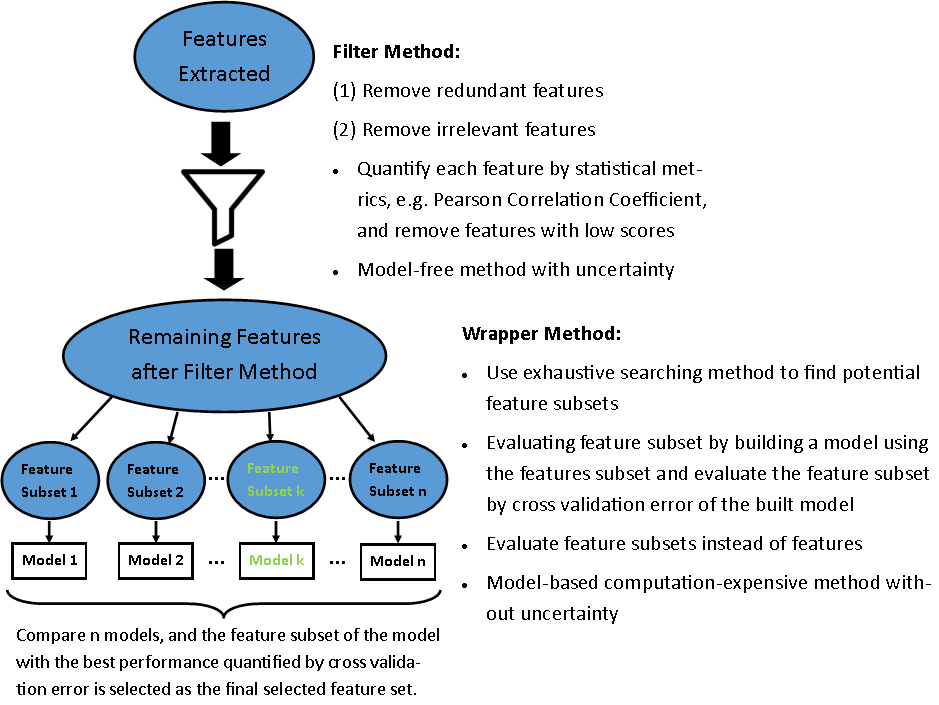 Features
Extracted
Filter Method:
(1) Remove redundant features
(2) Remove irrelevant features
• Quantify each feature by statistical met-
rics, e.g. Pearson Correlation Coefficient,
and remove features with low scores
• Model-free method with uncertainty
Remaining Features
after Filter Method
Wrapper Method:
• Use exhaustive searching method to find potential
feature subsets
• Evaluating feature subset by building a model using
the features subset and evaluate the feature subset
by cross validation error of the built model
• Evaluate feature subsets instead of features
• Model-based computation-expensive method with-
out uncertainty
Feature
Subset 1
Feature
Subset 2
...
Feature
Subset k
...
Feature
Subset n
Model 1
Model 2
...
Model k
...
Model n
Compare n models, and the feature subset of the model
with the best performance quantified by cross valida-
tion error is selected as the final selected feature set.